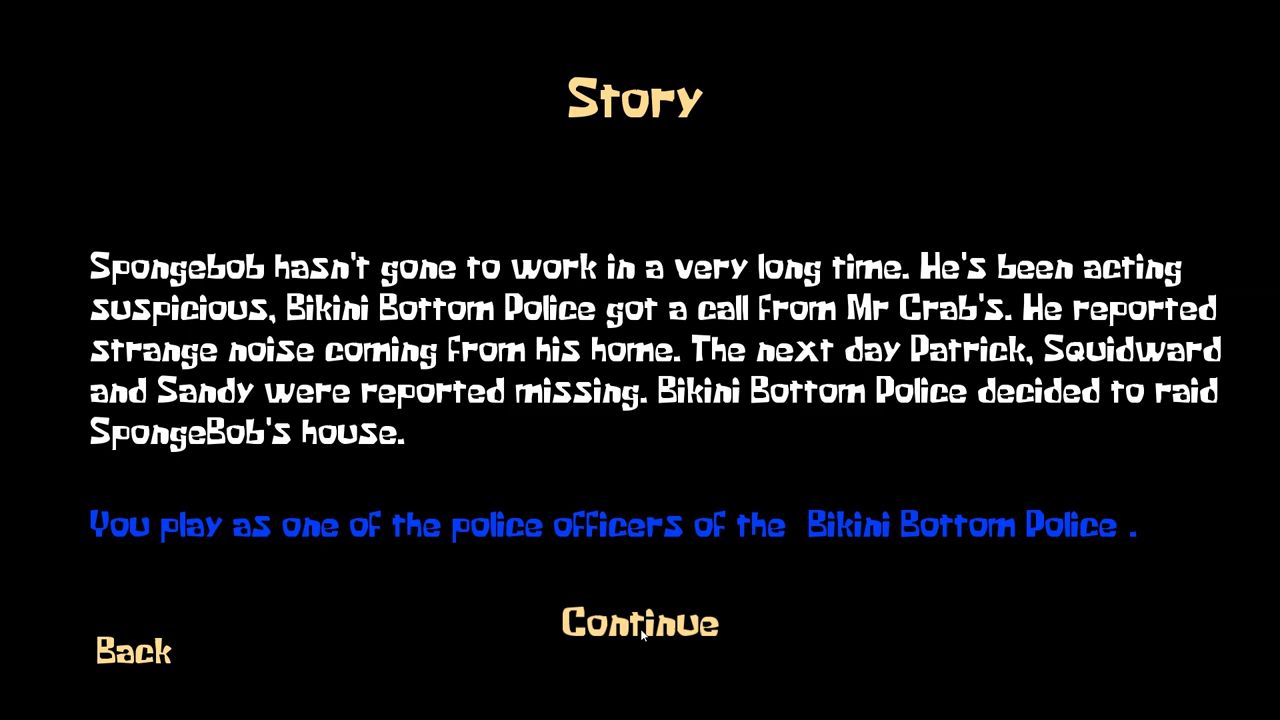 Story
Spongebob hasn't gone to work in a very long time. He's been acting
suspicious, Bikini Bottom Police got a call from Mr Crab's. He reported
strange noise coming from his home. The next day Patrick, Squidward
and Sandy were reported missing. Bikini Bottom Police decided to raid
SpongeBob's house.
You play as one of the police officers of the  Bikini Bottom Police .
Continue
Back